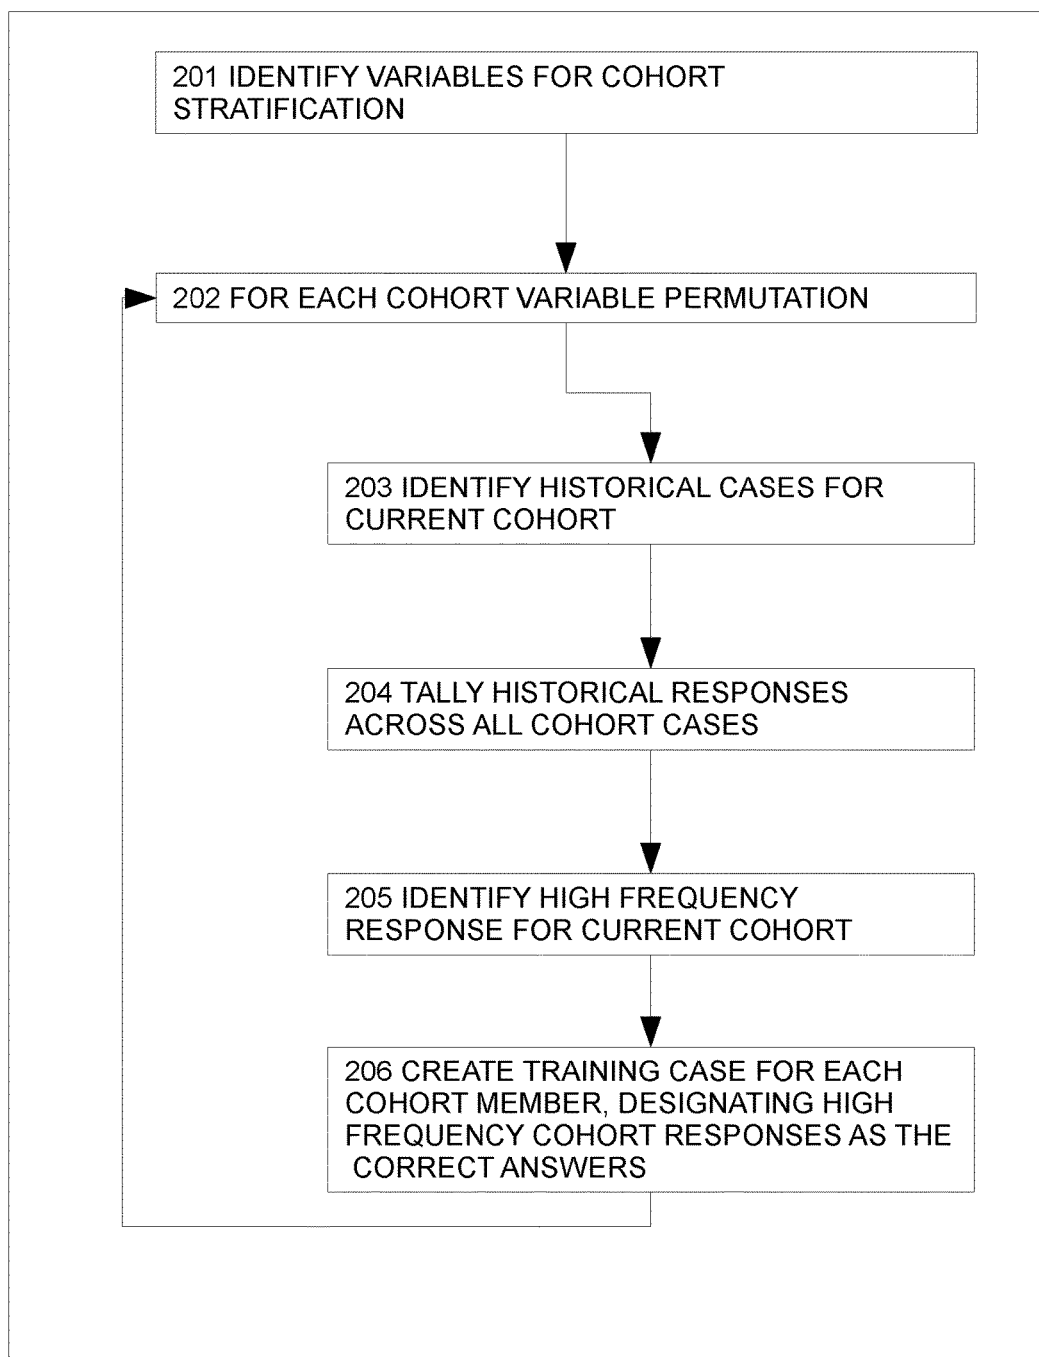 201 IDENTIFY VARIABLES FOR COHORT
STRATIFICATION
202 FOR EACH COHORT VARIABLE PERMUTATION
203 IDENTIFY HISTORICAL CASES FOR
CURRENT COHORT
204 TALLY HISTORICAL RESPONSES
ACROSS ALL COHORT CASES
205 IDENTIFY HIGH FREQUENCY
RESPONSE FOR CURRENT COHORT
206 CREATE TRAINING CASE FOR EACH
COHORT MEMBER, DESIGNATING HIGH
FREQUENCY COHORT RESPONSES AS THE
CORRECT ANSWERS